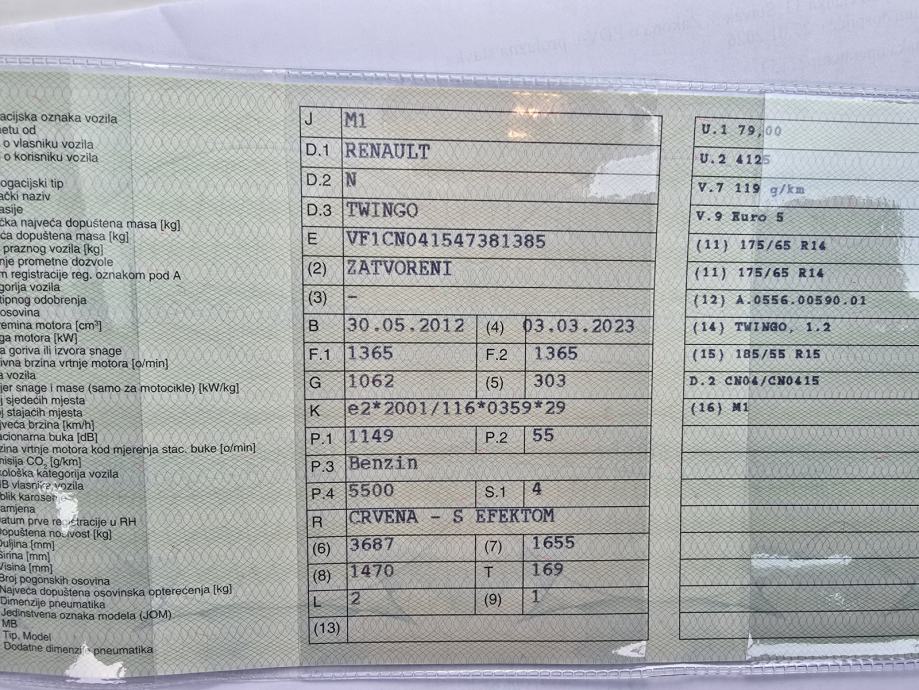 acijska oznaka vozila
etu od
o vlasniku vozila
o korisniku vozila
ogacijski tip
ački naziv
asije
čka najveća dopuštena masa [kg]
ća dopuštena masa [kg]
praznog vozila [kg]
nje prometne dozvole
m registracije reg. oznakom pod A
gorija vozila
tipnog odobrenja
osovina
remina motora [cm³]
ga motora [kW]
a goriva ili izvora snage
ivna brzina vrtnje motora [o/min]
a vozila
jer snage i mase (samo za motocikle) [kW/kg]
j sjedećih mjesta
j stajaćih mjesta
jveća brzina [km/h]
acionarna buka [dB]
zina vrtnje motora kod mjerenja stac. buke [o/min]
misija CO₂ [g/km]
kološka kategorija vozila
IB vlasnika vozila
blik karoserije
amjena
atum prve registracije u RH
Dopuštena nosivost [kg]
Duljina [mm]
Širina [mm]
Visina [mm]
Broj pogonskih osovina
Najveća dopuštena osovinska opterećenja [kg]
Dimenzije pneumatika
Jedinstvena oznaka modela (JOM)
MB
Tip, Model
Dodatne dimenzije pneumatika
J M1
D.1 RENAULT
D.2 N
D.3 TWINGO
E VF1CN041547381385
(2) ZATVORENI
(3) –
B 30.05.2012 (4) 03.03.2023
F.1 1365 F.2 1365
G 1062 (5) 303
K e2*2001/116*0359*29
P.1 1149 P.2 55
P.3 Benzin
P.4 5500 S.1 4
R CRVENA – S EFEKTOM
(6) 3687 (7) 1655
(8) 1470 T 169
L 2 (9) 1
(13)
U.1 79,00
U.2 4125
V.7 119 g/km
V.9 Euro 5
(11) 175/65 R14
(11) 175/65 R14
(12) A.0556.00590.01
(14) TWINGO, 1.2
(15) 185/55 R15
D.2 CN04/CN0415
(16) M1